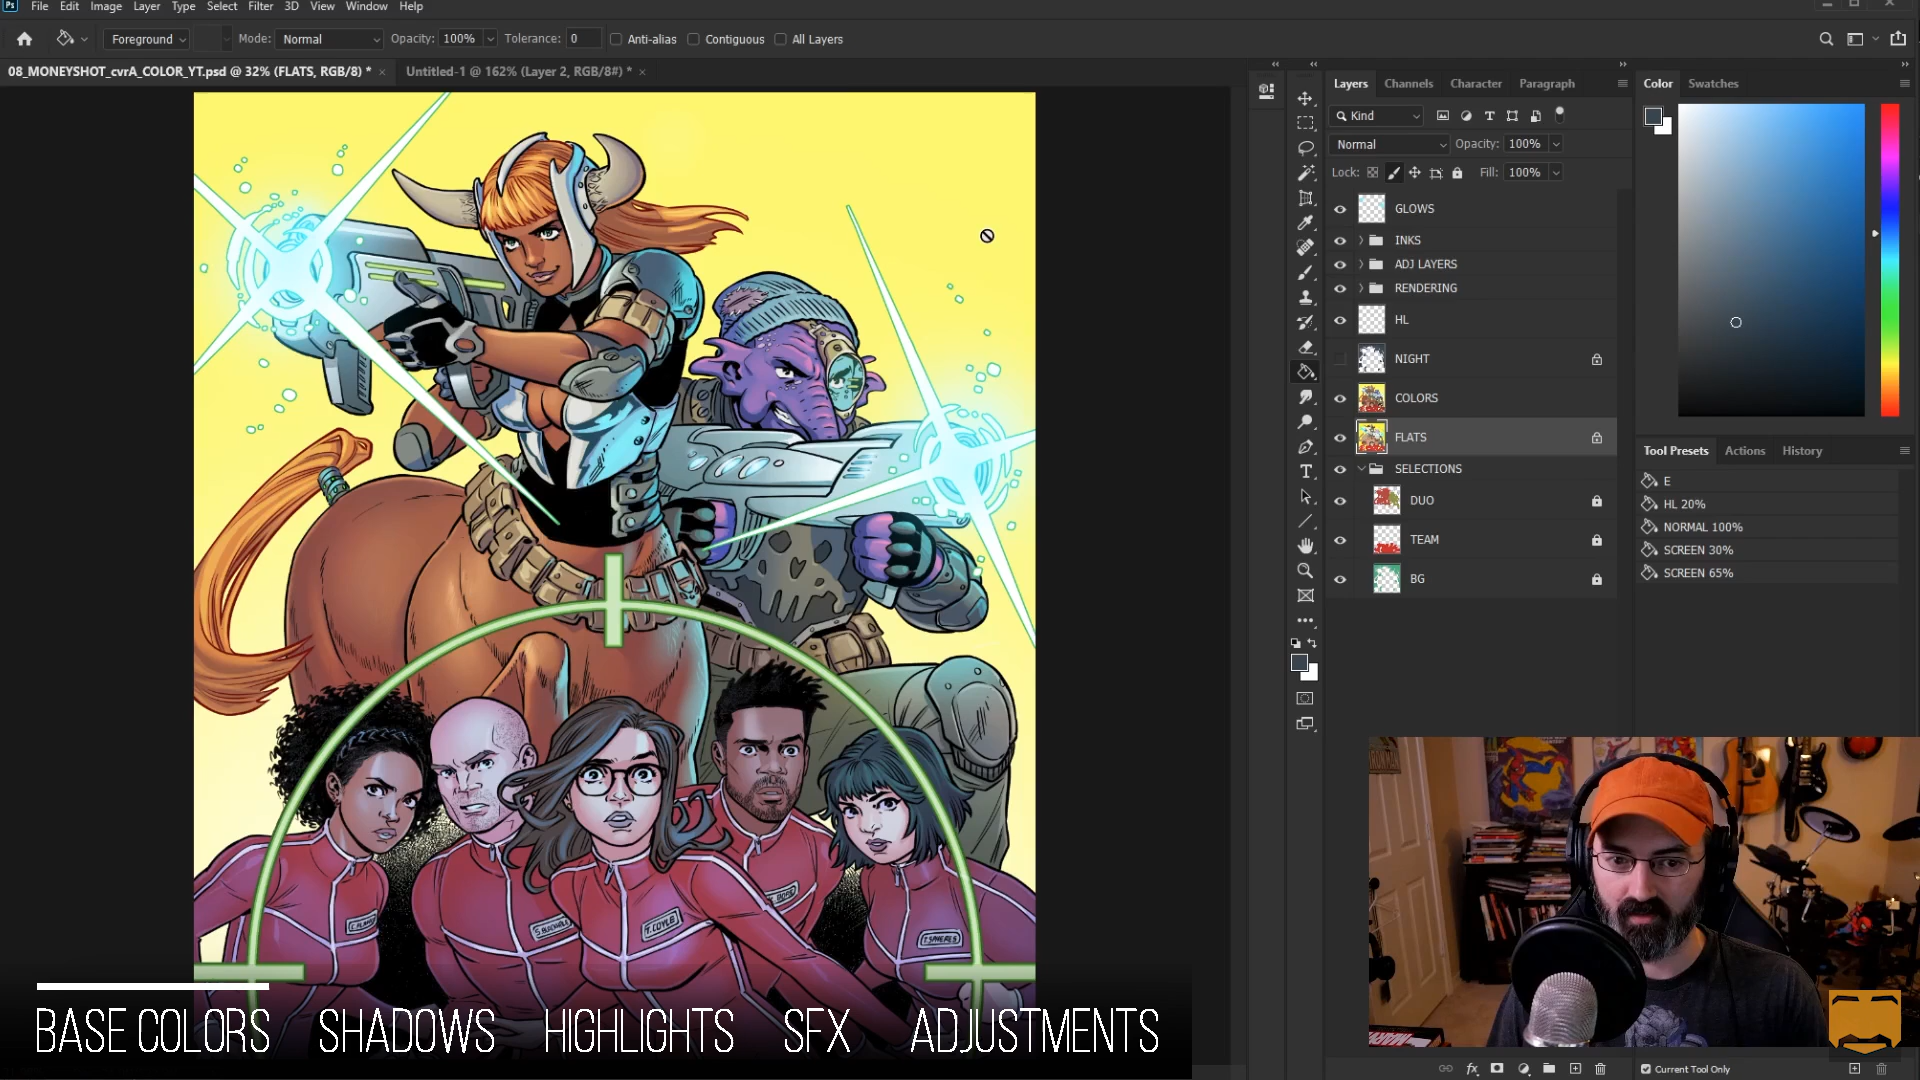 Ps File Edit Image Layer Type Select Filter 3D View Window Help
Foreground Mode: Normal Opacity: 100% Tolerance: 0 Anti-alias Contiguous All Layers
08_MONEYSHOT_cvrA_COLOR_YT.psd @ 32% (FLATS, RGB/8) * × Untitled-1 @ 162% (Layer 2, RGB/8#) * ×
Layers Channels Character Paragraph
Kind
Normal Opacity: 100%
Lock: Fill: 100%
GLOWS
INKS
ADJ LAYERS
RENDERING
HL
NIGHT
COLORS
FLATS
SELECTIONS
DUO
TEAM
BG
Color Swatches
Tool Presets Actions History
E
HL 20%
NORMAL 100%
SCREEN 30%
SCREEN 65%
Current Tool Only
T.COYLE
BASE COLORS SHADOWS HIGHLIGHTS SFX ADJUSTMENTS